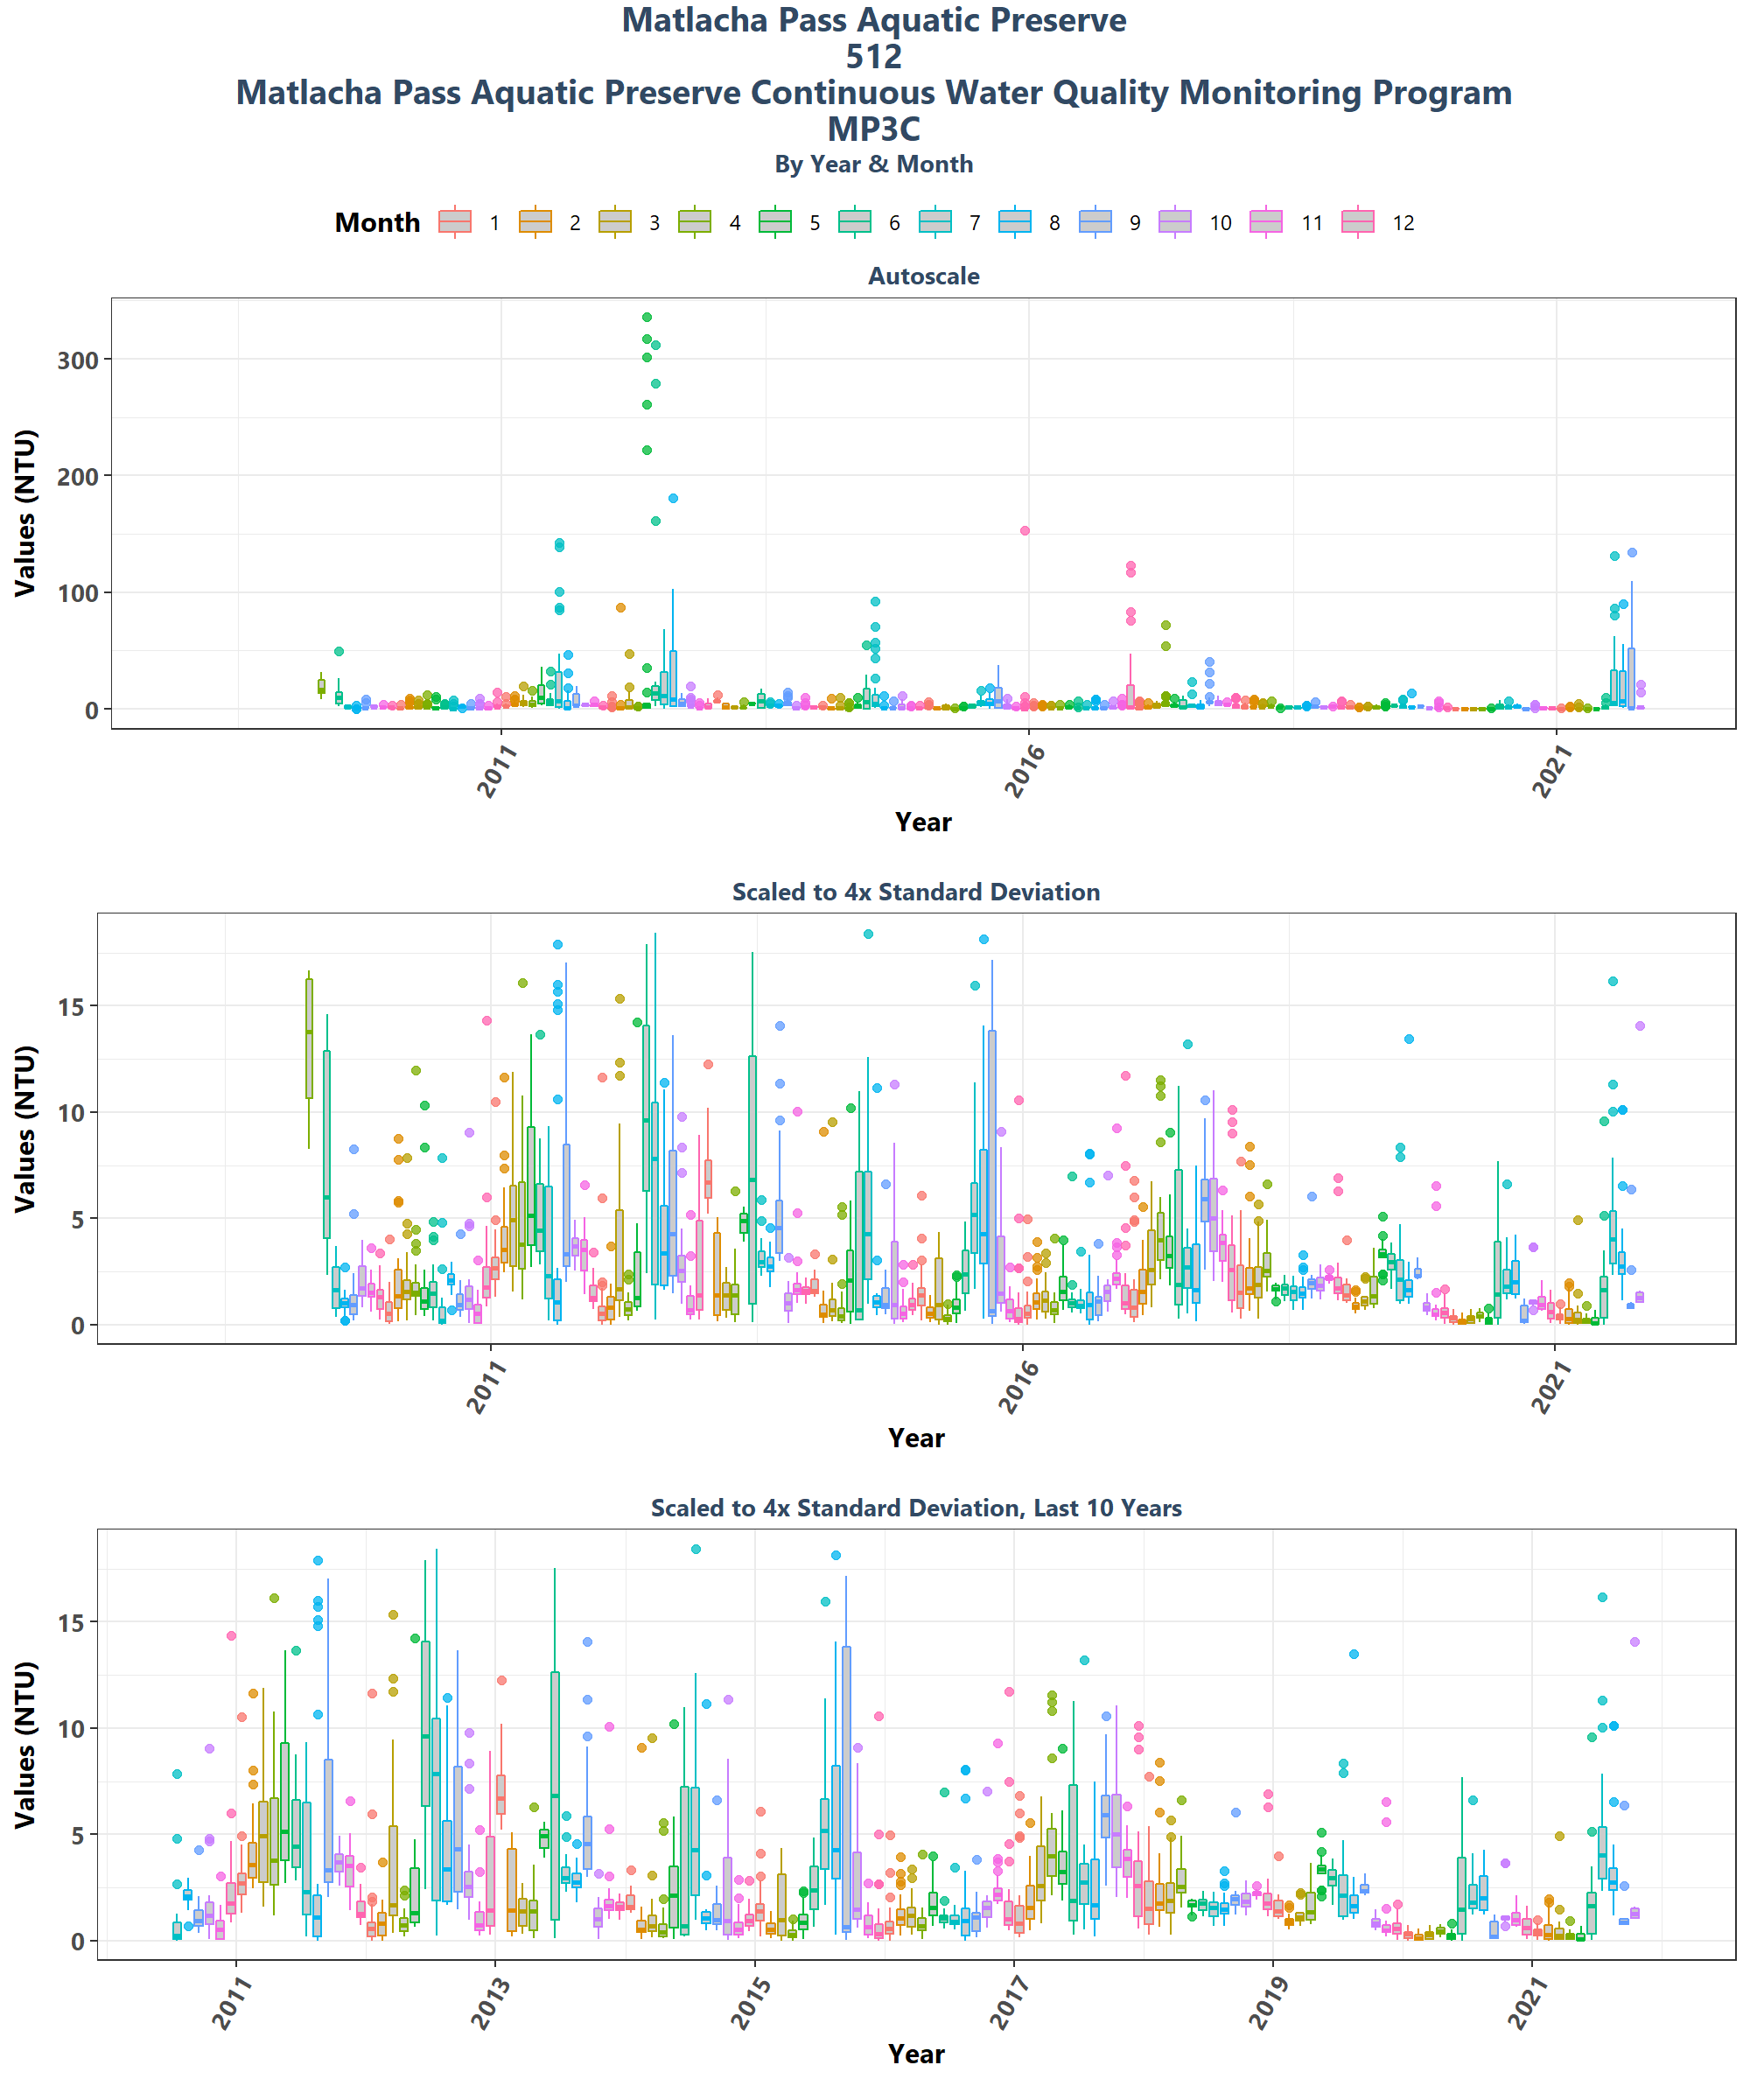 Matlacha Pass Aquatic Preserve
512
Matlacha Pass Aquatic Preserve Continuous Water Quality Monitoring Program
MP3C
By Year & Month
Month 1 2 3 4 5 6 7 8 9 10 11 12
Autoscale
Values (NTU)
300
200
100
0
2011 2016 2021
Year
Scaled to 4x Standard Deviation
Values (NTU)
15
10
5
0
2011 2016 2021
Year
Scaled to 4x Standard Deviation, Last 10 Years
Values (NTU)
15
10
5
0
2011 2013 2015 2017 2019 2021
Year